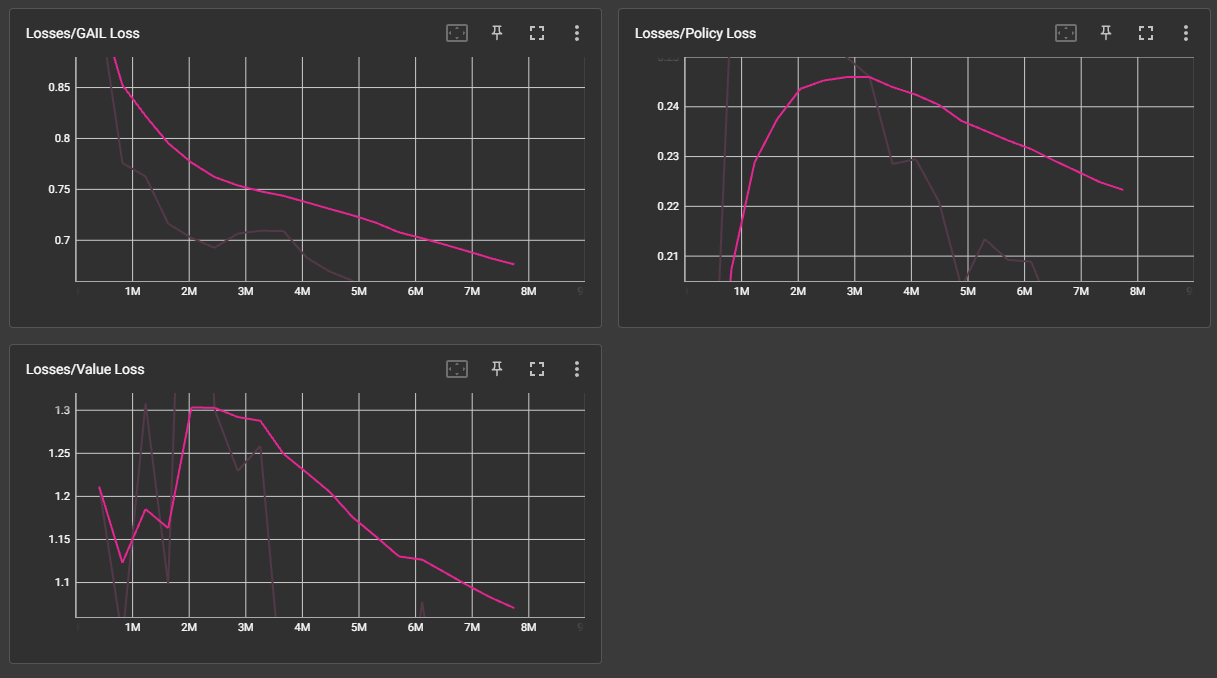 Losses/GAIL Loss
0.85
0.8
0.75
0.7
1M 2M 3M 4M 5M 6M 7M 8M
Losses/Policy Loss
0.24
0.23
0.22
0.21
1M 2M 3M 4M 5M 6M 7M 8M
Losses/Value Loss
1.3
1.25
1.2
1.15
1.1
1M 2M 3M 4M 5M 6M 7M 8M